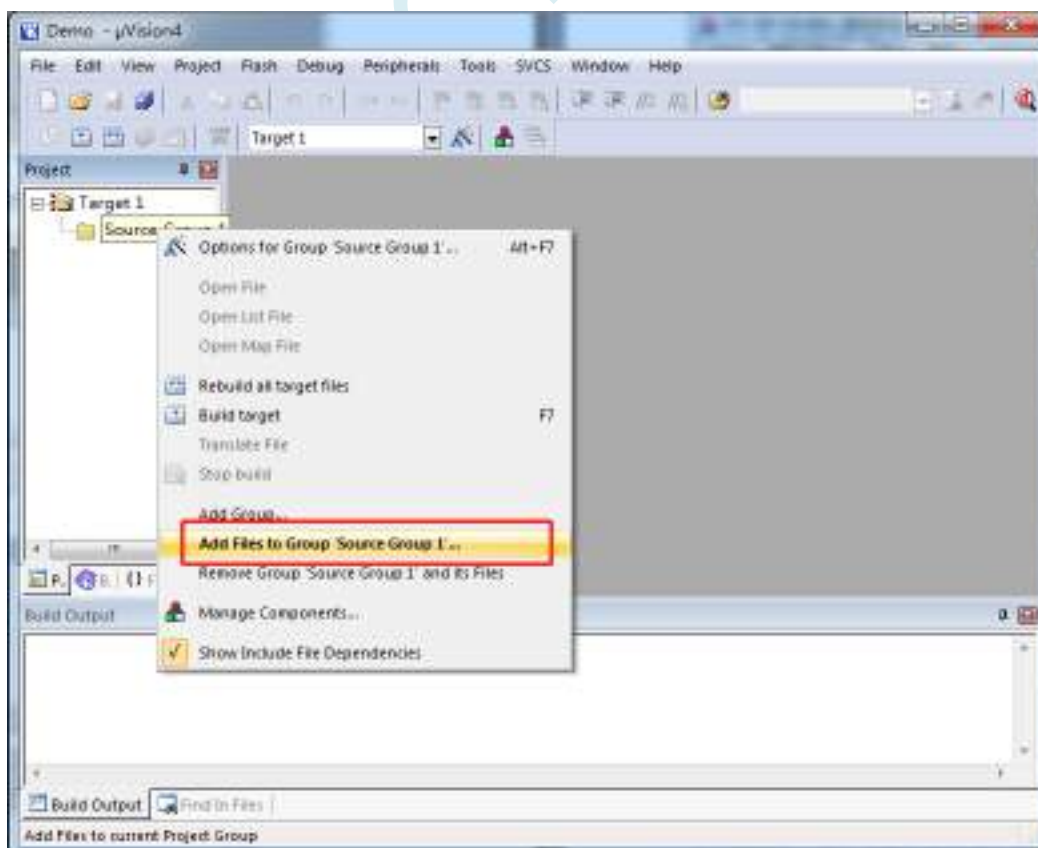 Demo - µVision4
File Edit View Project Flash Debug Peripherals Tools SVCS Window Help
Target 1
Project
Target 1
Source Group 1
Options for Group 'Source Group 1'... Alt+F7
Open File
Open List File
Open Map File
Rebuild all target files
Build target F7
Translate File
Stop build
Add Group...
Add Files to Group 'Source Group 1'...
Remove Group 'Source Group 1' and its Files
Manage Components...
Show Include File Dependencies
P.. B.. {} F
Build Output
Build Output Find In Files
Add Files to current Project Group